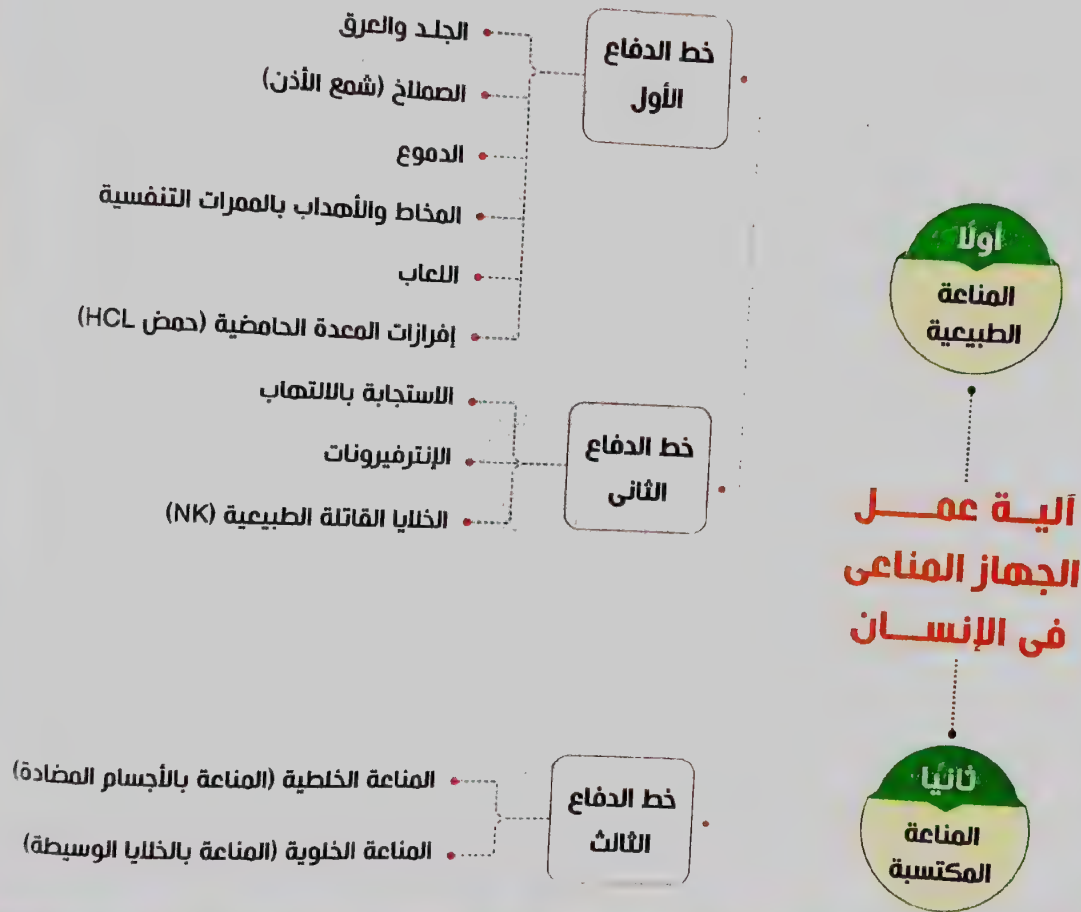 آلية عمل
الجهاز المناعى
فى الإنسان
أولًا
المناعة
الطبيعية
خط الدفاع
الأول
الجلد والعرق
الصملاخ (شمع الأذن)
الدموع
المخاط والأهداب بالممرات التنفسية
اللعاب
إفرازات المعدة الحامضية (حمض HCL)
خط الدفاع
الثانى
الاستجابة بالالتهاب
الإنترفيرونات
الخلايا القاتلة الطبيعية (NK)
ثانيًا
المناعة
المكتسبة
خط الدفاع
الثالث
المناعة الخلطية (المناعة بالأجسام المضادة)
المناعة الخلوية (المناعة بالخلايا الوسيطة)